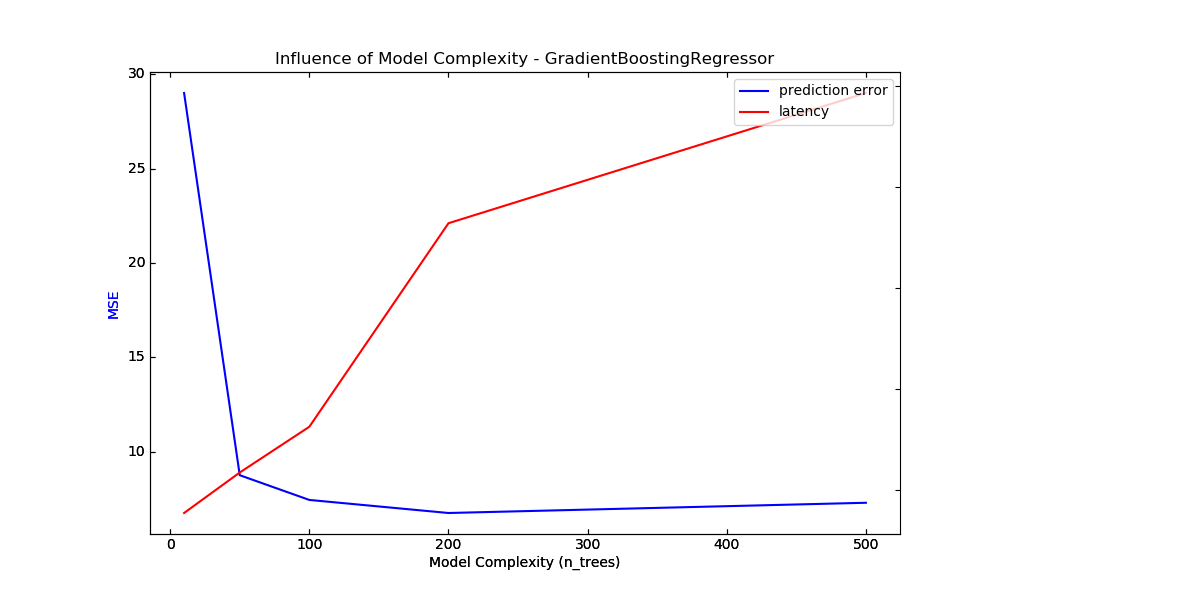 Influence of Model Complexity - GradientBoostingRegressor
prediction error
latency
30
25
20
15
10
MSE
0 100 200 300 400 500
Model Complexity (n_trees)